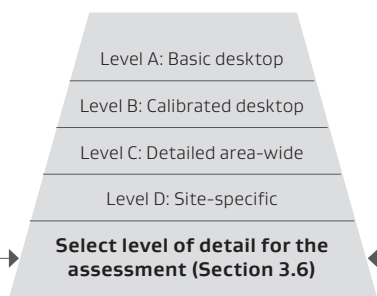 Level A: Basic desktop
Level B: Calibrated desktop
Level C: Detailed area-wide
Level D: Site-specific
Select level of detail for the
assessment (Section 3.6)